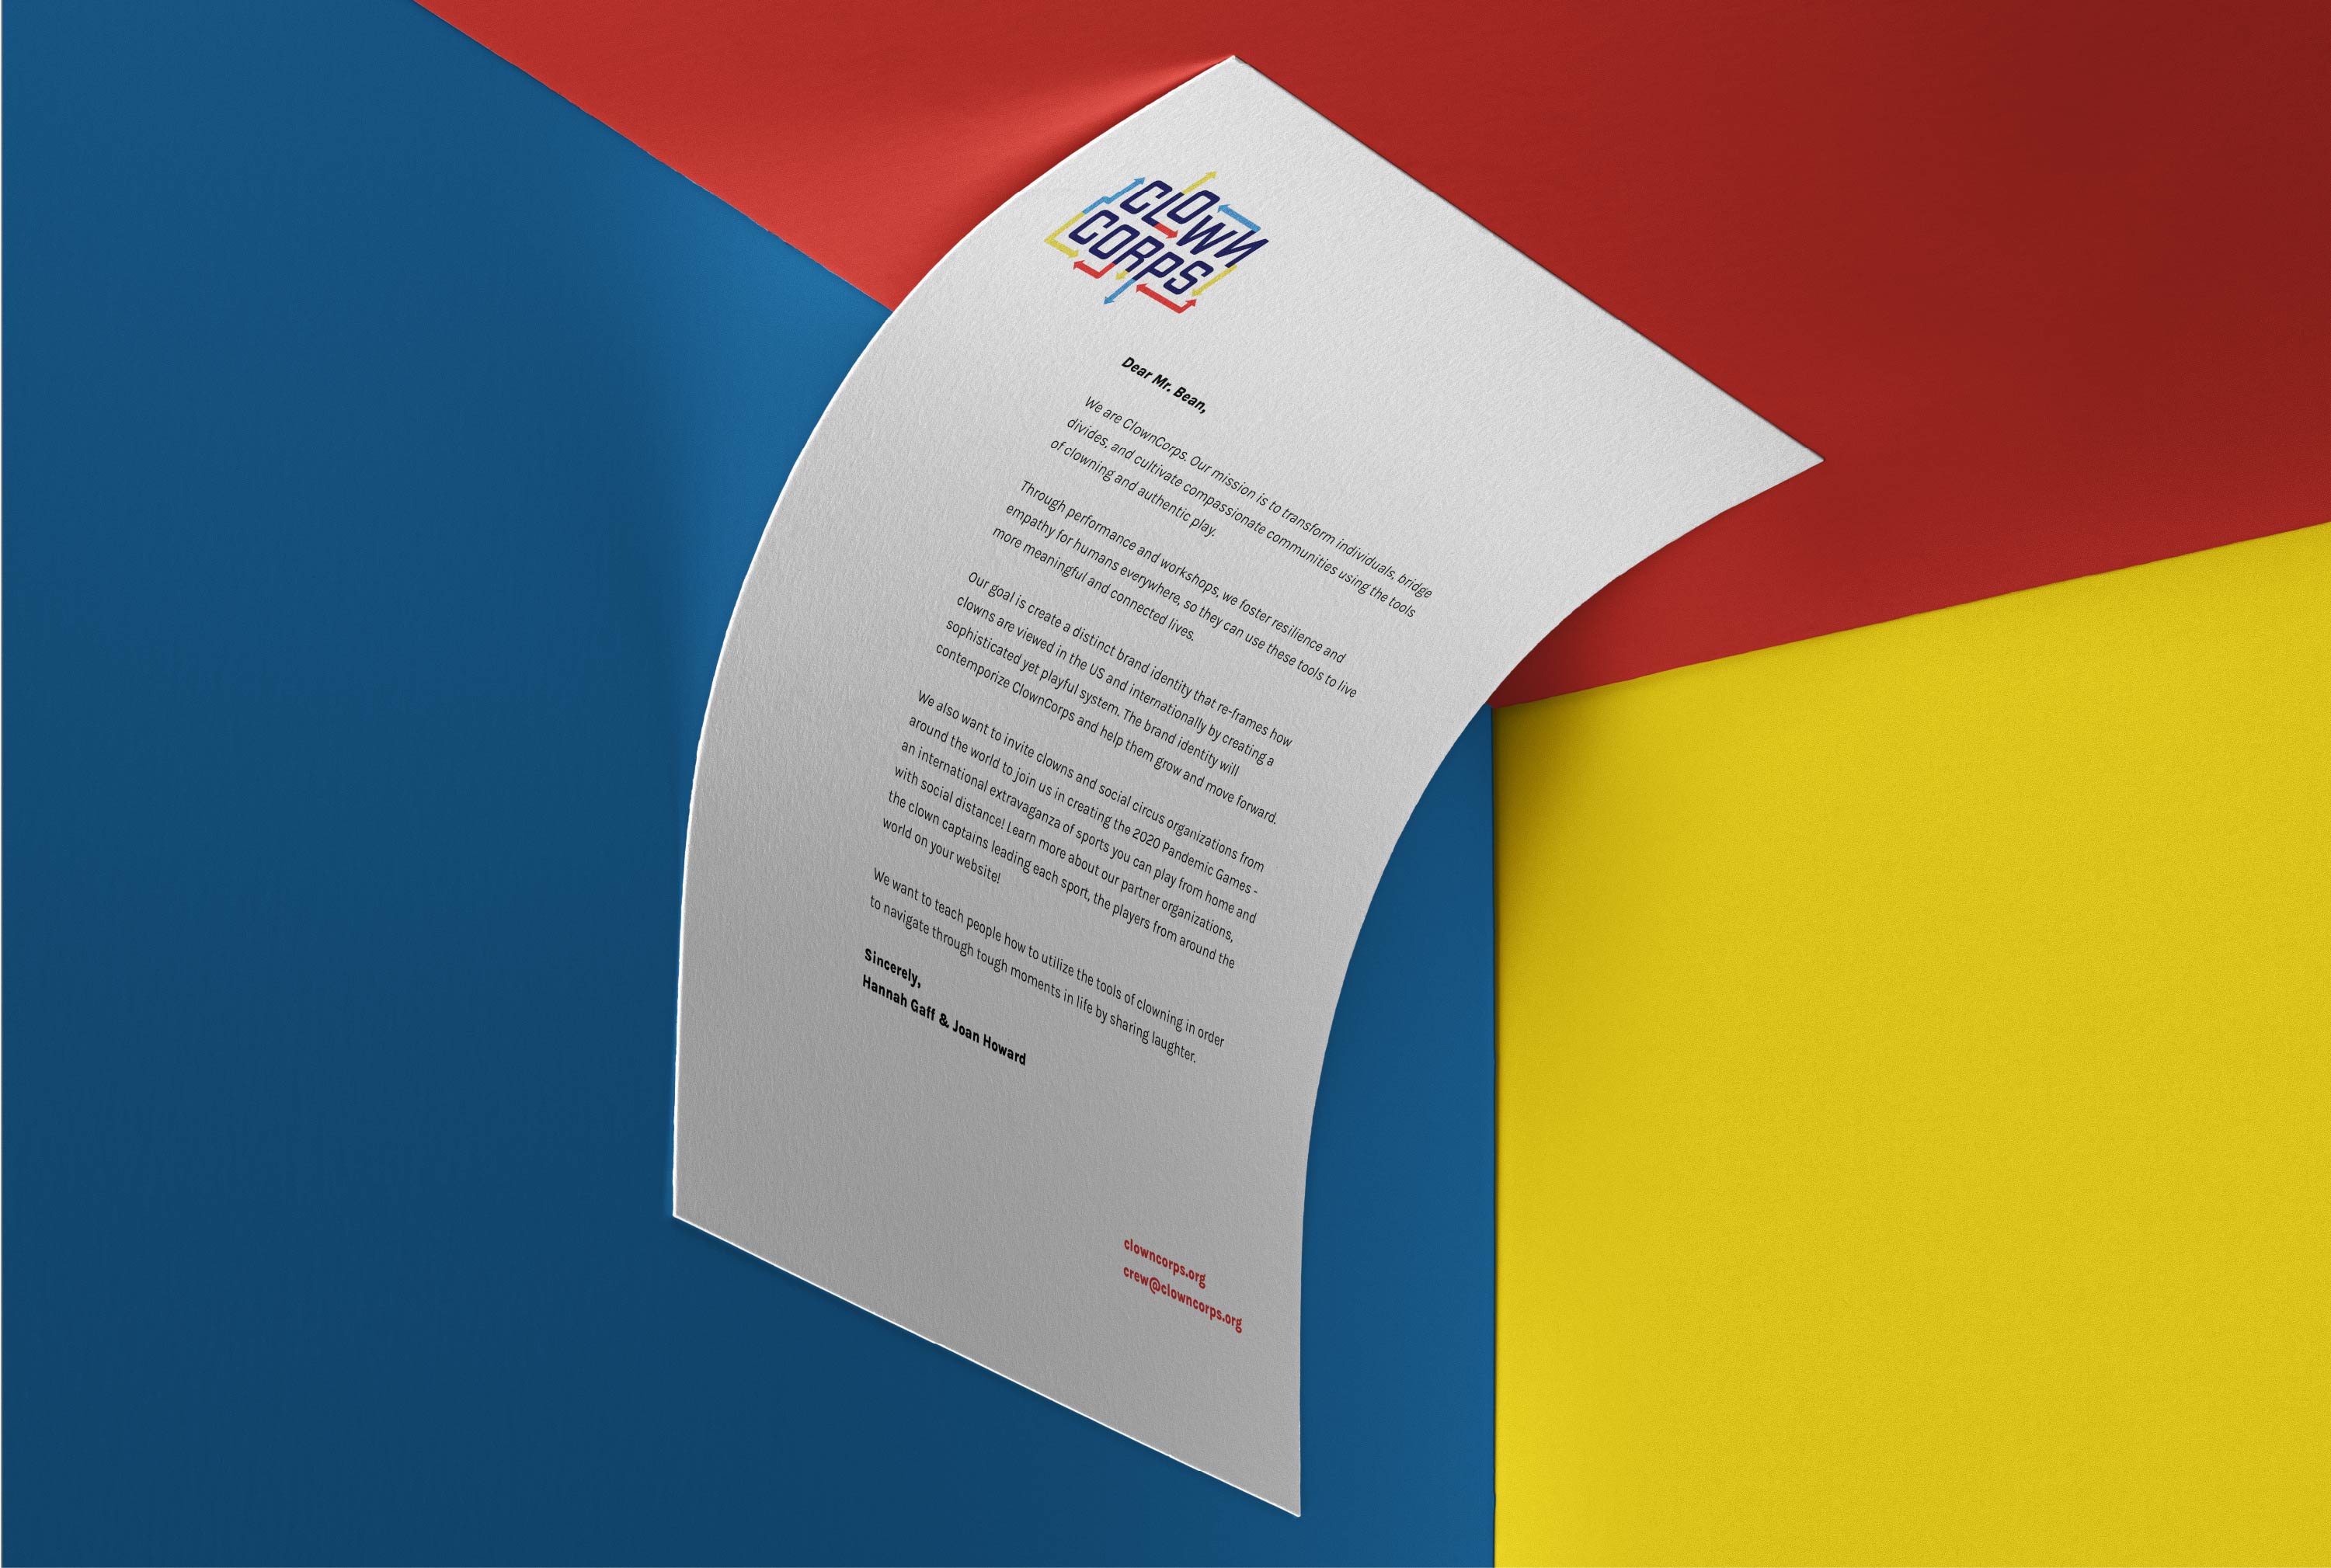 CLOWN
CORPS
Dear Mr. Bean,
We are ClownCorps. Our mission is to transform individuals, bridge
divides, and cultivate compassionate communities using the tools
of clowning and authentic play.
Through performance and workshops, we foster resilience and
empathy for humans everywhere, so they can use these tools to live
more meaningful and connected lives.
Our goal is create a distinct brand identity that re-frames how
clowns are viewed in the US and internationally by creating a
sophisticated yet playful system. The brand identity will
contemporize ClownCorps and help them grow and move forward.
We also want to invite clowns and social circus organizations from
around the world to join us in creating the 2020 Pandemic Games -
an international extravaganza of sports you can play from home and
with social distance! Learn more about our partner organizations,
the clown captains leading each sport, the players from around the
world on your website!
We want to teach people how to utilize the tools of clowning in order
to navigate through tough moments in life by sharing laughter.
Sincerely,
Hannah Gaff & Joan Howard
clowncorps.org
crew@clowncorps.org